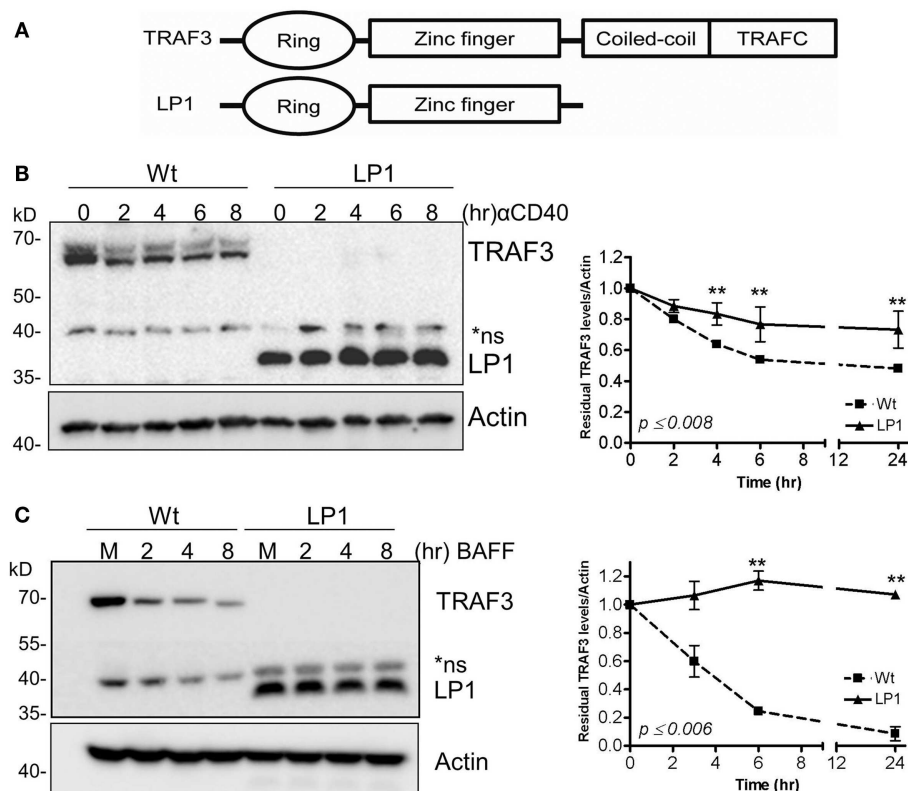 A
TRAF3 Ring Zinc finger Coiled-coil TRAFC
LP1 Ring Zinc finger
B
Wt LP1
kD 0 2 4 6 8 0 2 4 6 8 (hr)αCD40
70-
TRAF3
50-
40-
*ns
LP1
35-
Actin
40-
Residual TRAF3 levels/Actin
1.2
1.0
0.8
0.6
0.4
0.2
0.0
** ** **
Wt
LP1
p ≤0.008
0 2 4 6 8 12 24
Time (hr)
C
Wt LP1
kD M 2 4 8 M 2 4 8 (hr) BAFF
70-
TRAF3
55-
*ns
40-
LP1
35-
Actin
40-
Residual TRAF3 levels/Actin
1.2
1.0
0.8
0.6
0.4
0.2
0.0
** **
Wt
LP1
p ≤0.006
0 2 4 6 8 12 24
Time (hr)